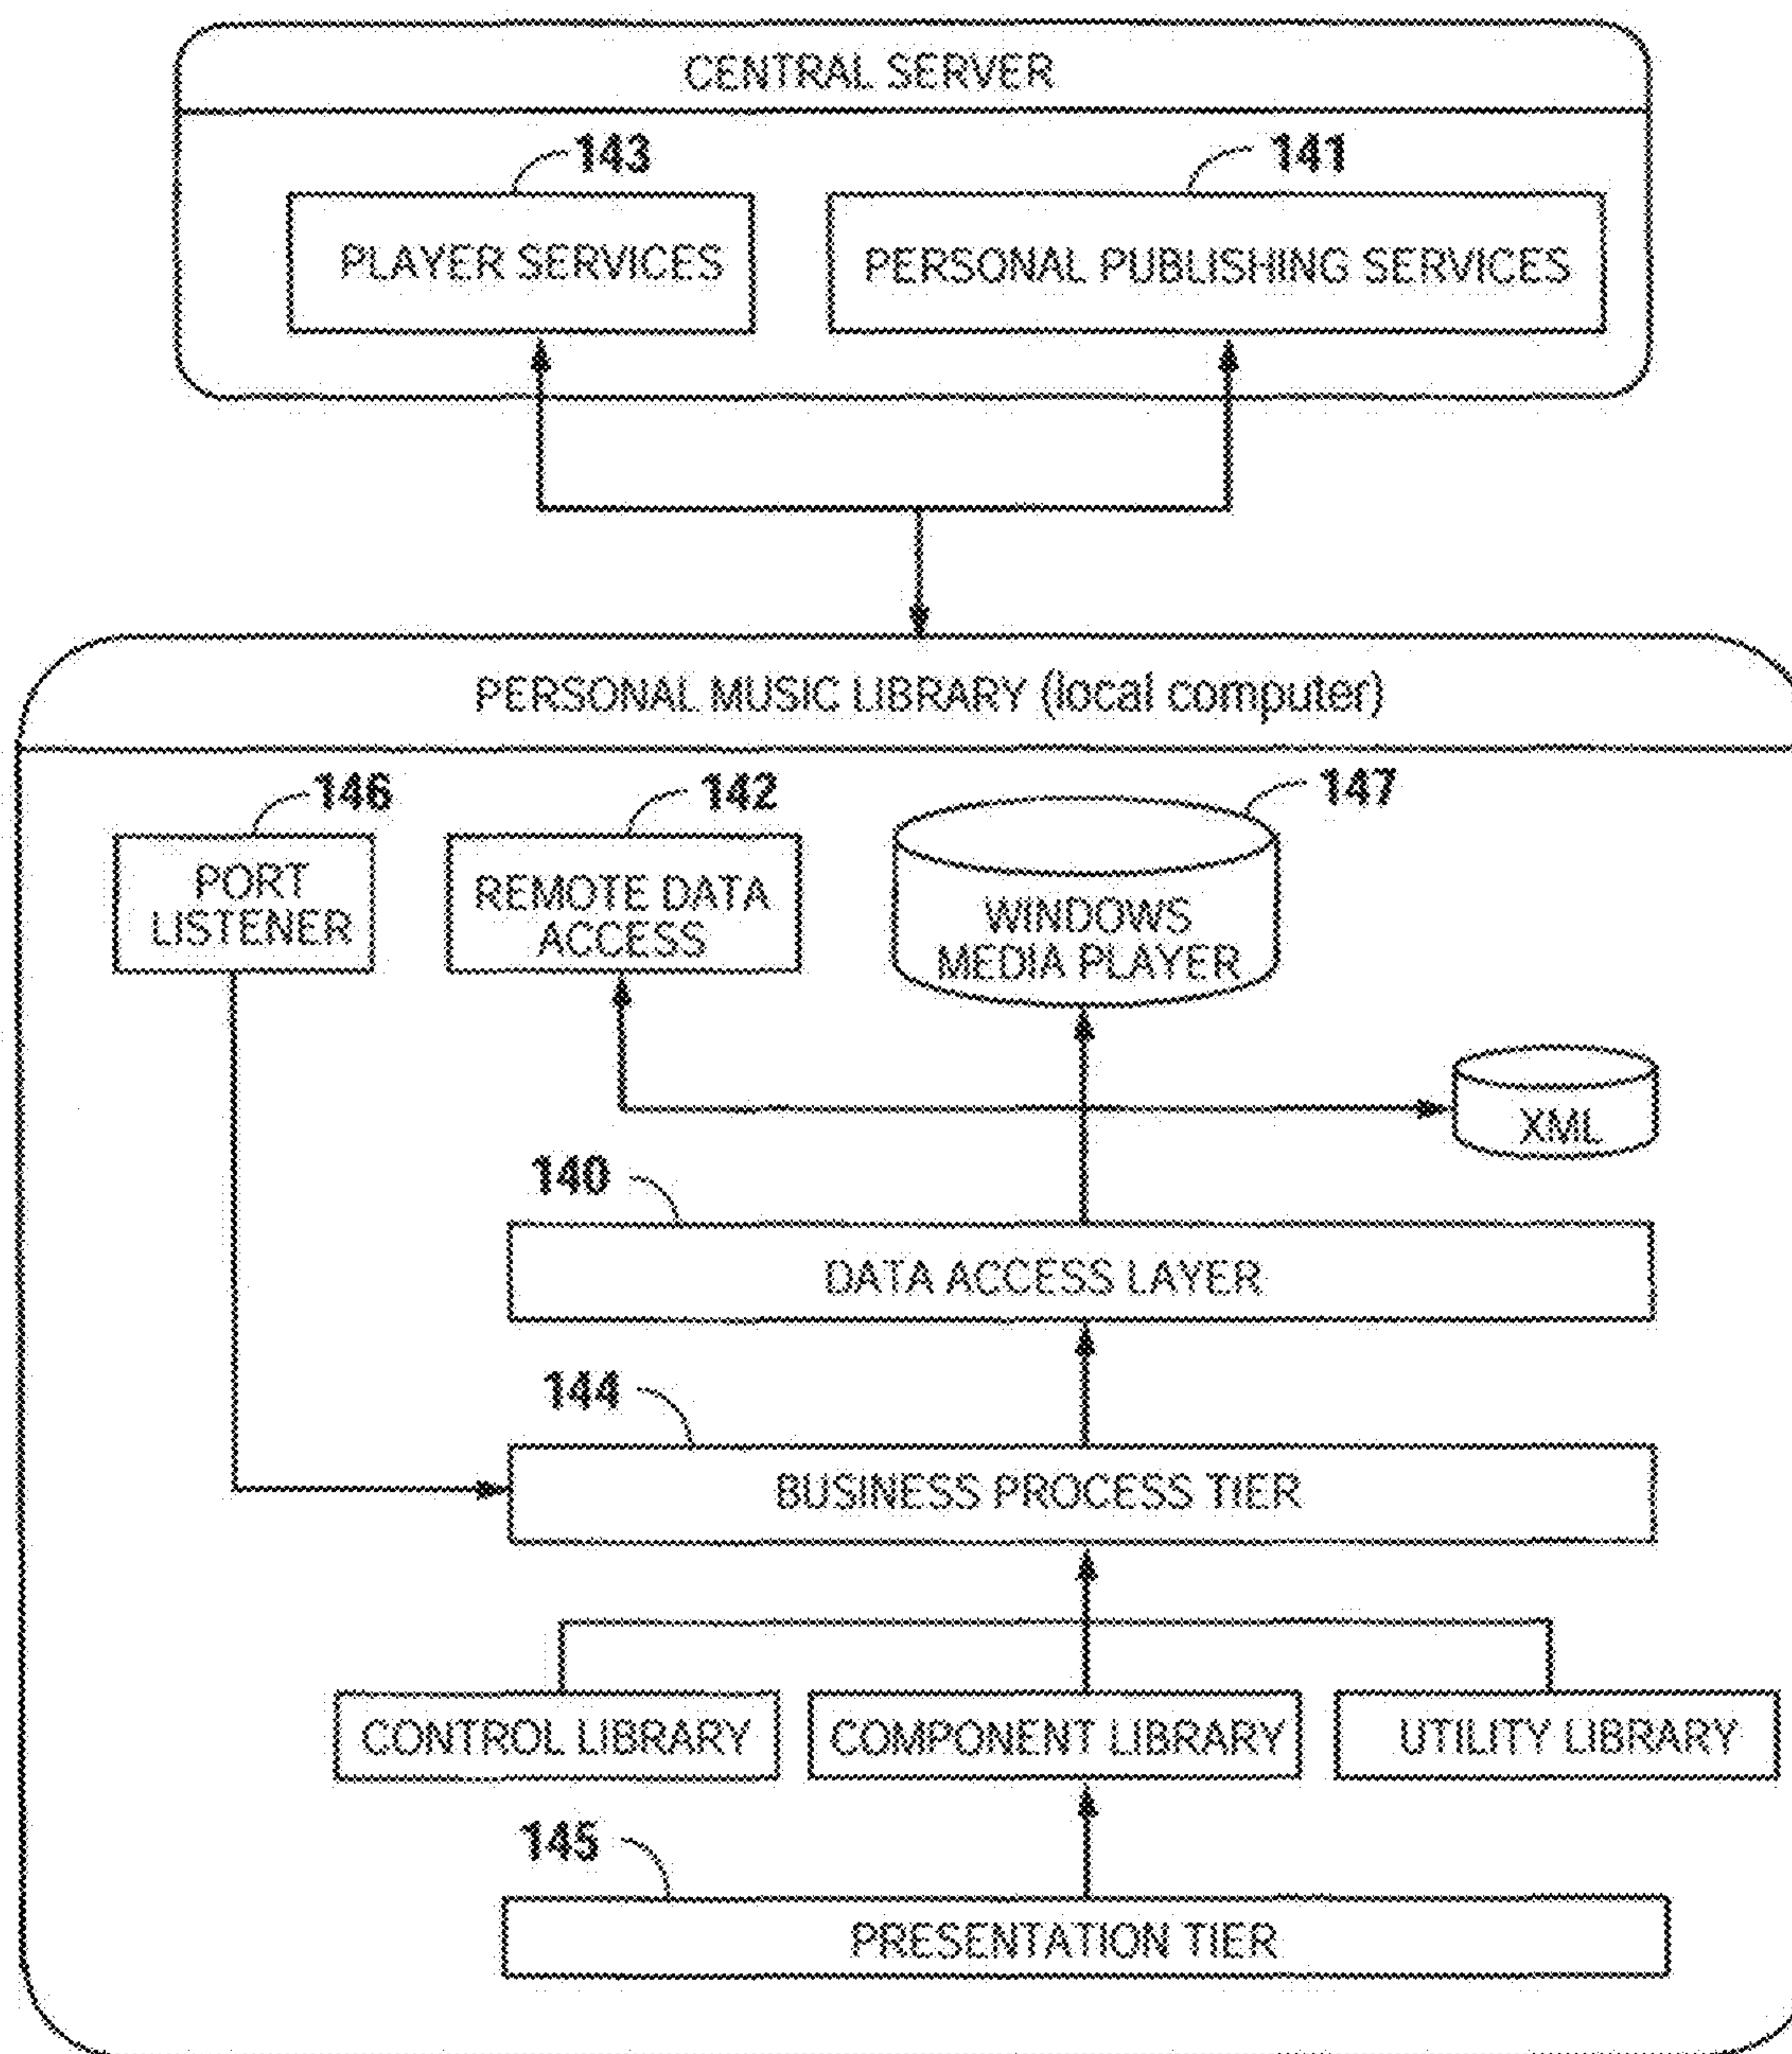 CENTRAL SERVER
143
141
PLAYER SERVICES
PERSONAL PUBLISHING SERVICES
PERSONAL MUSIC LIBRARY (local computer)
146
142
147
PORT
LISTENER
REMOTE DATA
ACCESS
WINDOWS
MEDIA PLAYER
XML
140
DATA ACCESS LAYER
144
BUSINESS PROCESS TIER
CONTROL LIBRARY
COMPONENT LIBRARY
UTILITY LIBRARY
145
PRESENTATION TIER